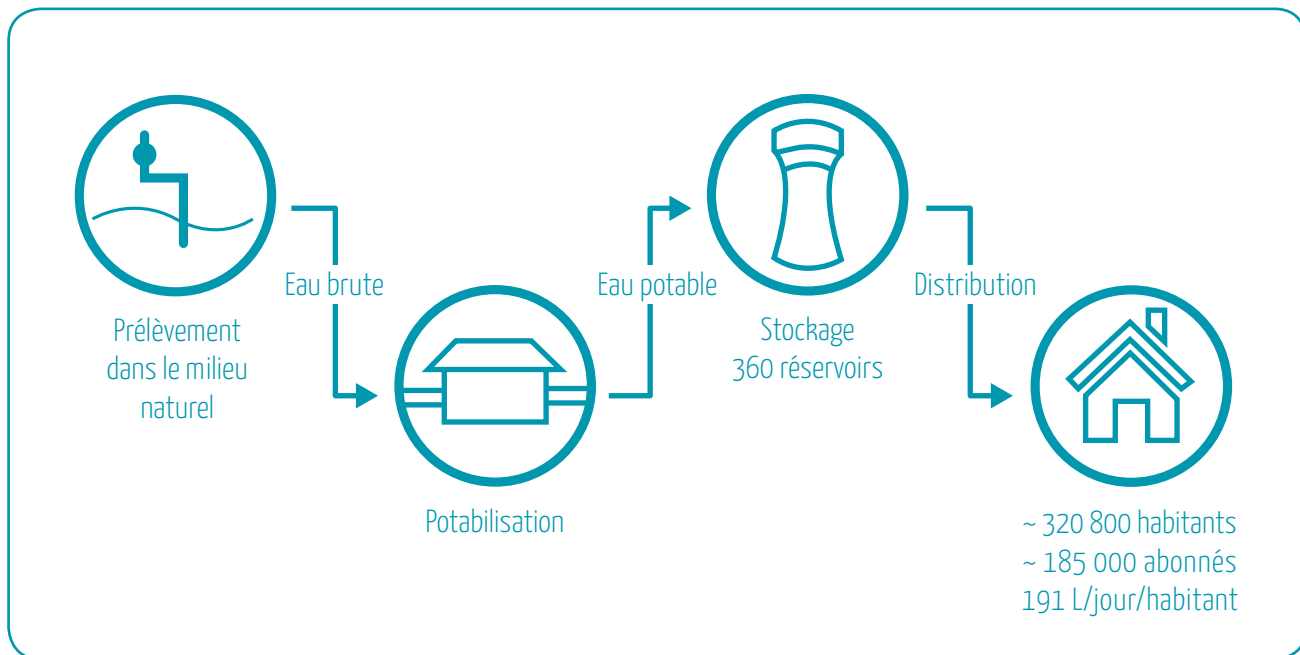 Prélèvement
dans le milieu
naturel
Eau brute
Potabilisation
Eau potable
Stockage
360 réservoirs
Distribution
~ 320 800 habitants
~ 185 000 abonnés
191 L/jour/habitant